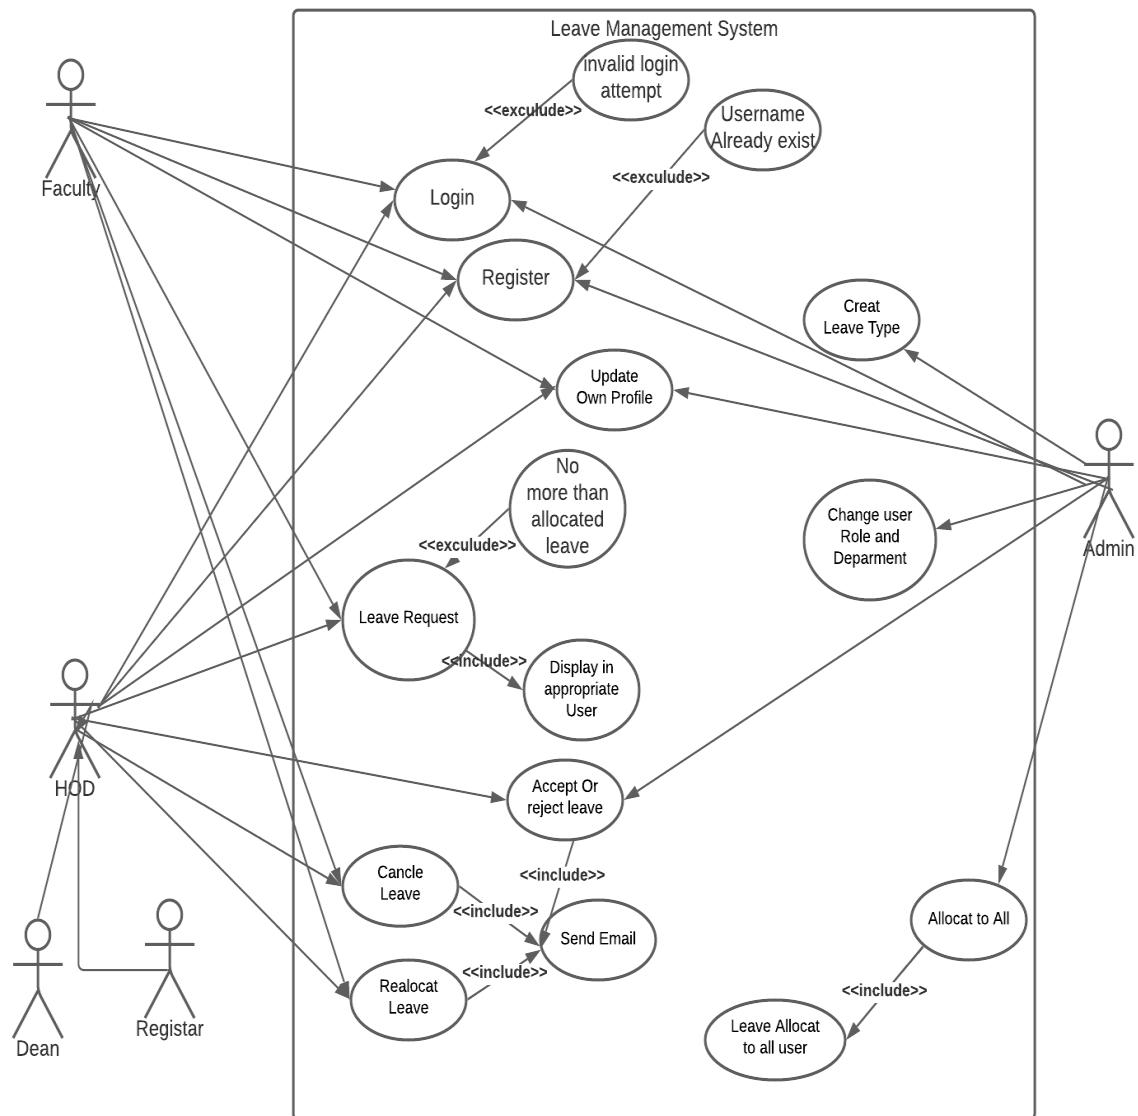 Leave Management System
invalid login
attempt
<<exculude>>
Username
Already exist
<<exculude>>
Faculty
Login
Register
Creat
Leave Type
Update
Own Profile
No
more than
allocated
leave
<<exculude>>
Change user
Role and
Deparment
Admin
Leave Request
<<include>>
Display in
appropriate
User
HOD
Accept Or
reject leave
<<include>>
Cancle
Leave
<<include>>
Send Email
Allocat to All
<<include>>
Realocat
Leave
<<include>>
Leave Allocat
to all user
Registar
Dean